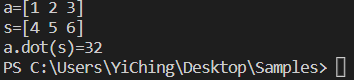 a=[1 2 3]
s=[4 5 6]
a.dot(s)=32
PS C:\Users\YiChing\Desktop\Samples>